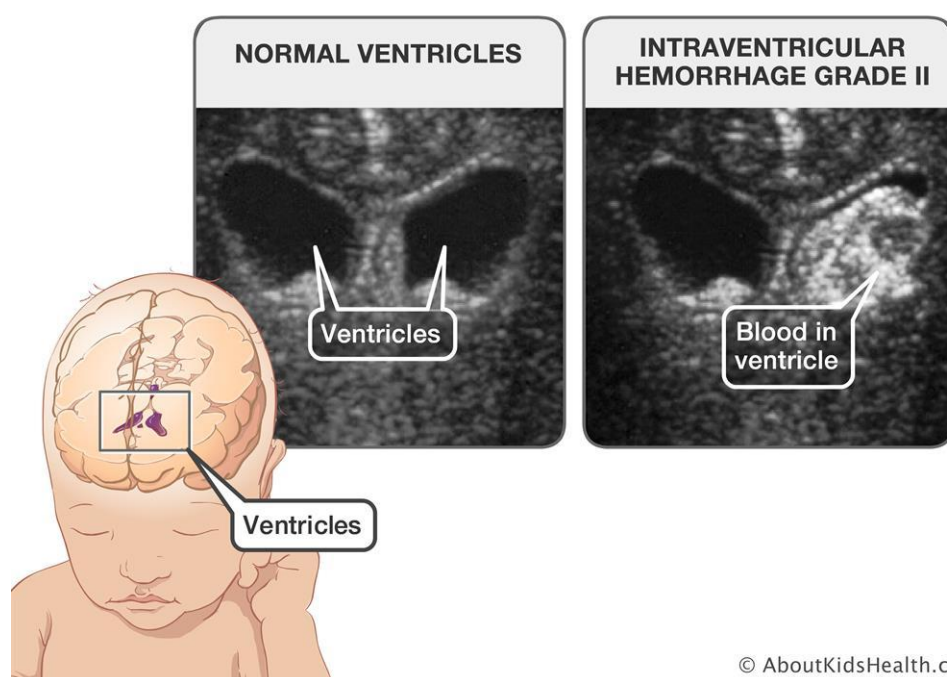 NORMAL VENTRICLES
Ventricles
INTRAVENTRICULAR
HEMORRHAGE GRADE II
Blood in
ventricle
Ventricles
© AboutKidsHealth.c